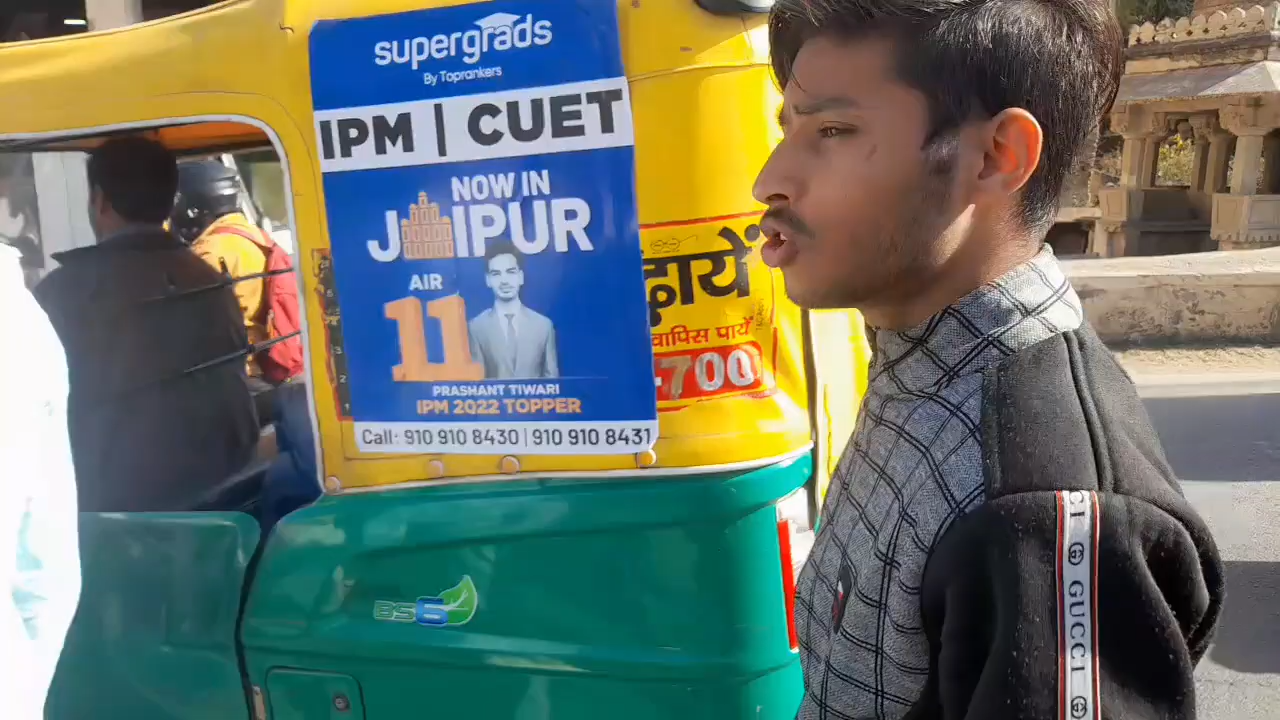 supergrads
By Toprankers
IPM | CUET
NOW IN
JAIPUR
AIR
11
PRASHANT TIWARI
IPM 2022 TOPPER
Call: 910 910 8430 | 910 910 8431
वापिस पायें
700
BS6
GUCCI